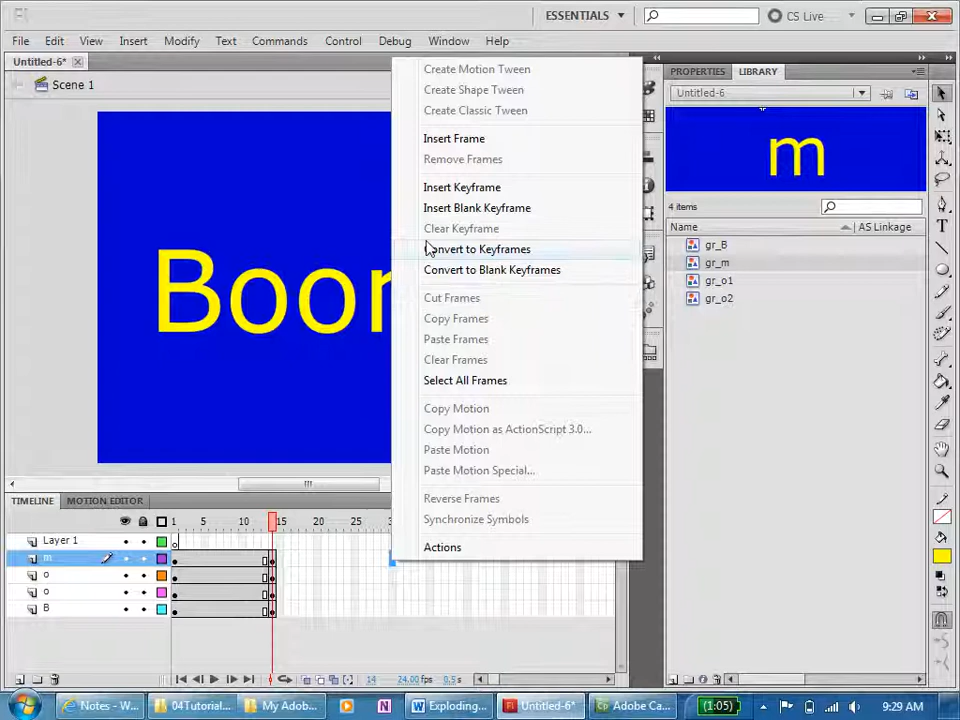 Fl
ESSENTIALS
CS Live
File Edit View Insert Modify Text Commands Control Debug Window Help
Untitled-6*
Scene 1
Boo
Create Motion Tween
Create Shape Tween
Create Classic Tween
Insert Frame
Remove Frames
Insert Keyframe
Insert Blank Keyframe
Clear Keyframe
Convert to Keyframes
Convert to Blank Keyframes
Cut Frames
Copy Frames
Paste Frames
Clear Frames
Select All Frames
Copy Motion
Copy Motion as ActionScript 3.0...
Paste Motion
Paste Motion Special...
Reverse Frames
Synchronize Symbols
Actions
PROPERTIES LIBRARY
Untitled-6
m
4 items
Name AS Linkage
gr_B
gr_m
gr_o1
gr_o2
TIMELINE MOTION EDITOR
1 5 10 15 20 25
Layer 1
m
o
o
B
14 24.00 fps 0.5 s
Notes - W...
04Tutorial...
My Adob...
Exploding...
Untitled-6*
Adobe Ca...
(1:05)
9:29 AM